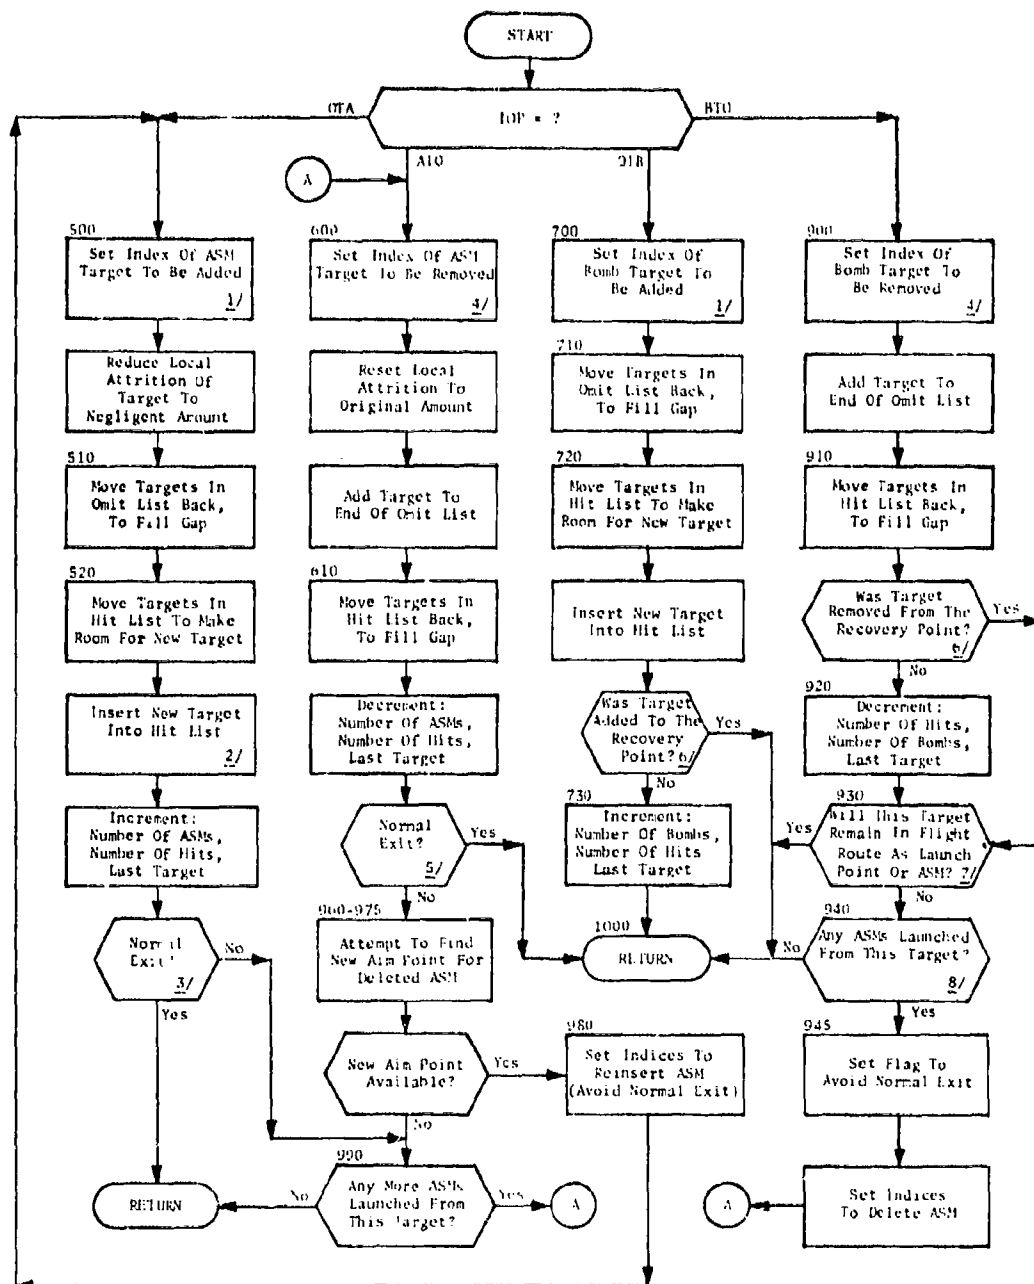 START
IOP = ?
OTA
BTO
A
ATO
OTB
500
Set Index Of ASM
Target To Be Added
1/
Reduce Local
Attrition Of
Target To
Negligent Amount
510
Move Targets In
Omit List Back,
To Fill Gap
520
Move Targets In
Hit List To Make
Room For New Target
Insert New Target
Into Hit List
2/
Increment:
Number Of ASMs,
Number Of Hits,
Last Target
Normal
Exit?
3/
No
Yes
RETURN
600
Set Index Of ASM
Target To Be Removed
4/
Reset Local
Attrition To
Original Amount
Add Target To
End Of Omit List
610
Move Targets In
Hit List Back,
To Fill Gap
Decrement:
Number Of ASMs,
Number Of Hits,
Last Target
Normal
Exit?
5/
Yes
No
960-975
Attempt To Find
New Aim Point For
Deleted ASM
New Aim Point
Available?
Yes
No
990
Any More ASMs
Launched From
This Target?
No
Yes
A
700
Set Index Of
Bomb Target To
Be Added
1/
710
Move Targets In
Omit List Back,
To Fill Gap
720
Move Targets In
Hit List To Make
Room For New Target
Insert New Target
Into Hit List
Was Target
Added To The
Recovery
Point? 6/
Yes
No
730
Increment:
Number Of Bombs,
Number Of Hits
Last Target
1000
RETURN
980
Set Indices To
Reinsert ASM
(Avoid Normal Exit)
900
Set Index Of
Bomb Target To
Be Removed
4/
Add Target To
End Of Omit List
910
Move Targets In
Hit List Back,
To Fill Gap
Was Target
Removed From The
Recovery Point?
6/
Yes
No
920
Decrement:
Number Of Hits,
Number Of Bombs,
Last Target
930
Will This Target
Remain In Flight
Route As Launch
Point Or ASM? 7/
Yes
No
940
Any ASMs Launched
From This Target?
8/
No
Yes
945
Set Flag To
Avoid Normal Exit
Set Indices
To Delete ASM
A